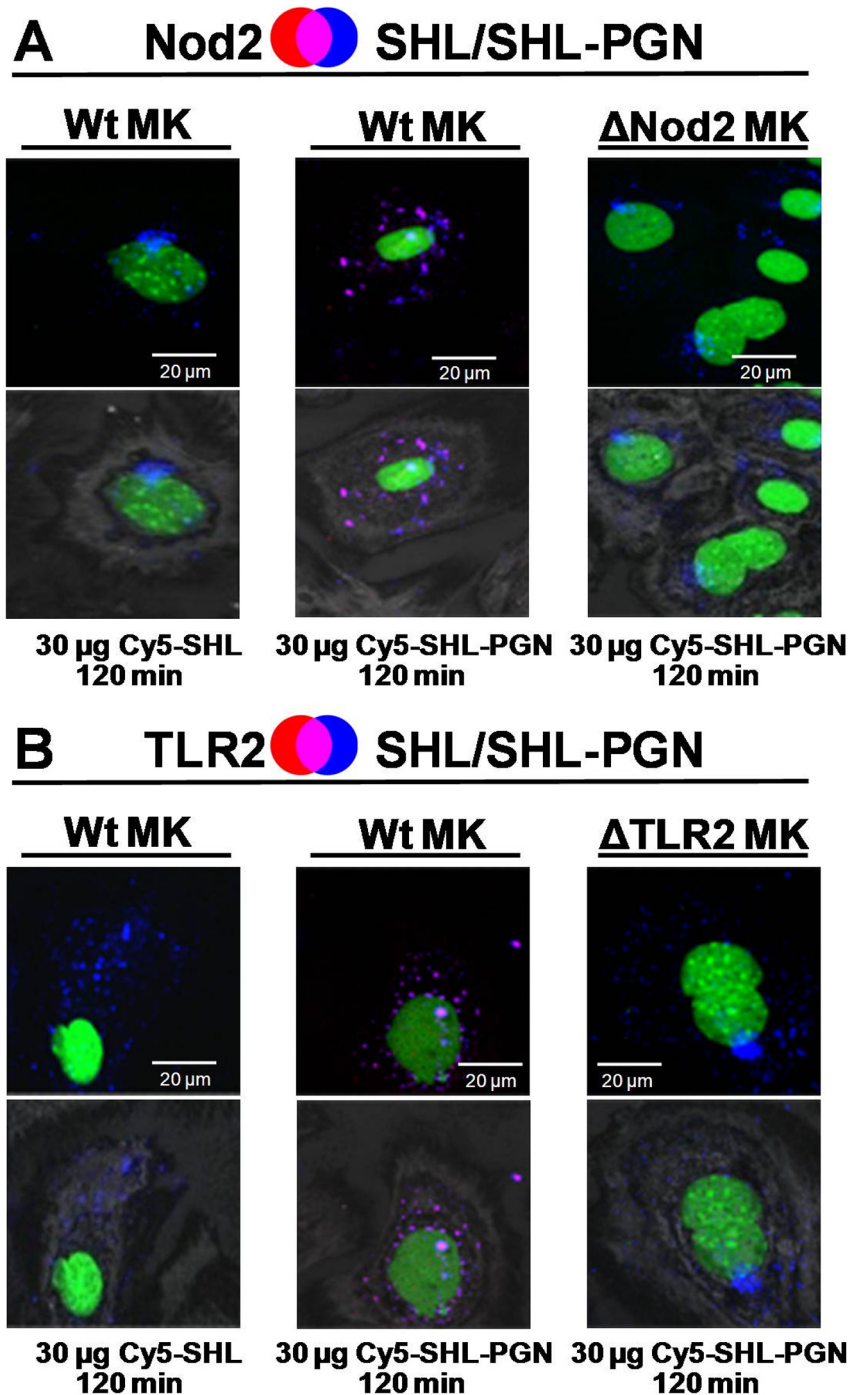 A Nod2 SHL/SHL-PGN
Wt MK Wt MK ΔNod2 MK
20 µm 20 µm 20 µm
30 µg Cy5-SHL 30 µg Cy5-SHL-PGN 30 µg Cy5-SHL-PGN
120 min 120 min 120 min
B TLR2 SHL/SHL-PGN
Wt MK Wt MK ΔTLR2 MK
20 µm 20 µm 20 µm
30 µg Cy5-SHL 30 µg Cy5-SHL-PGN 30 µg Cy5-SHL-PGN
120 min 120 min 120 min